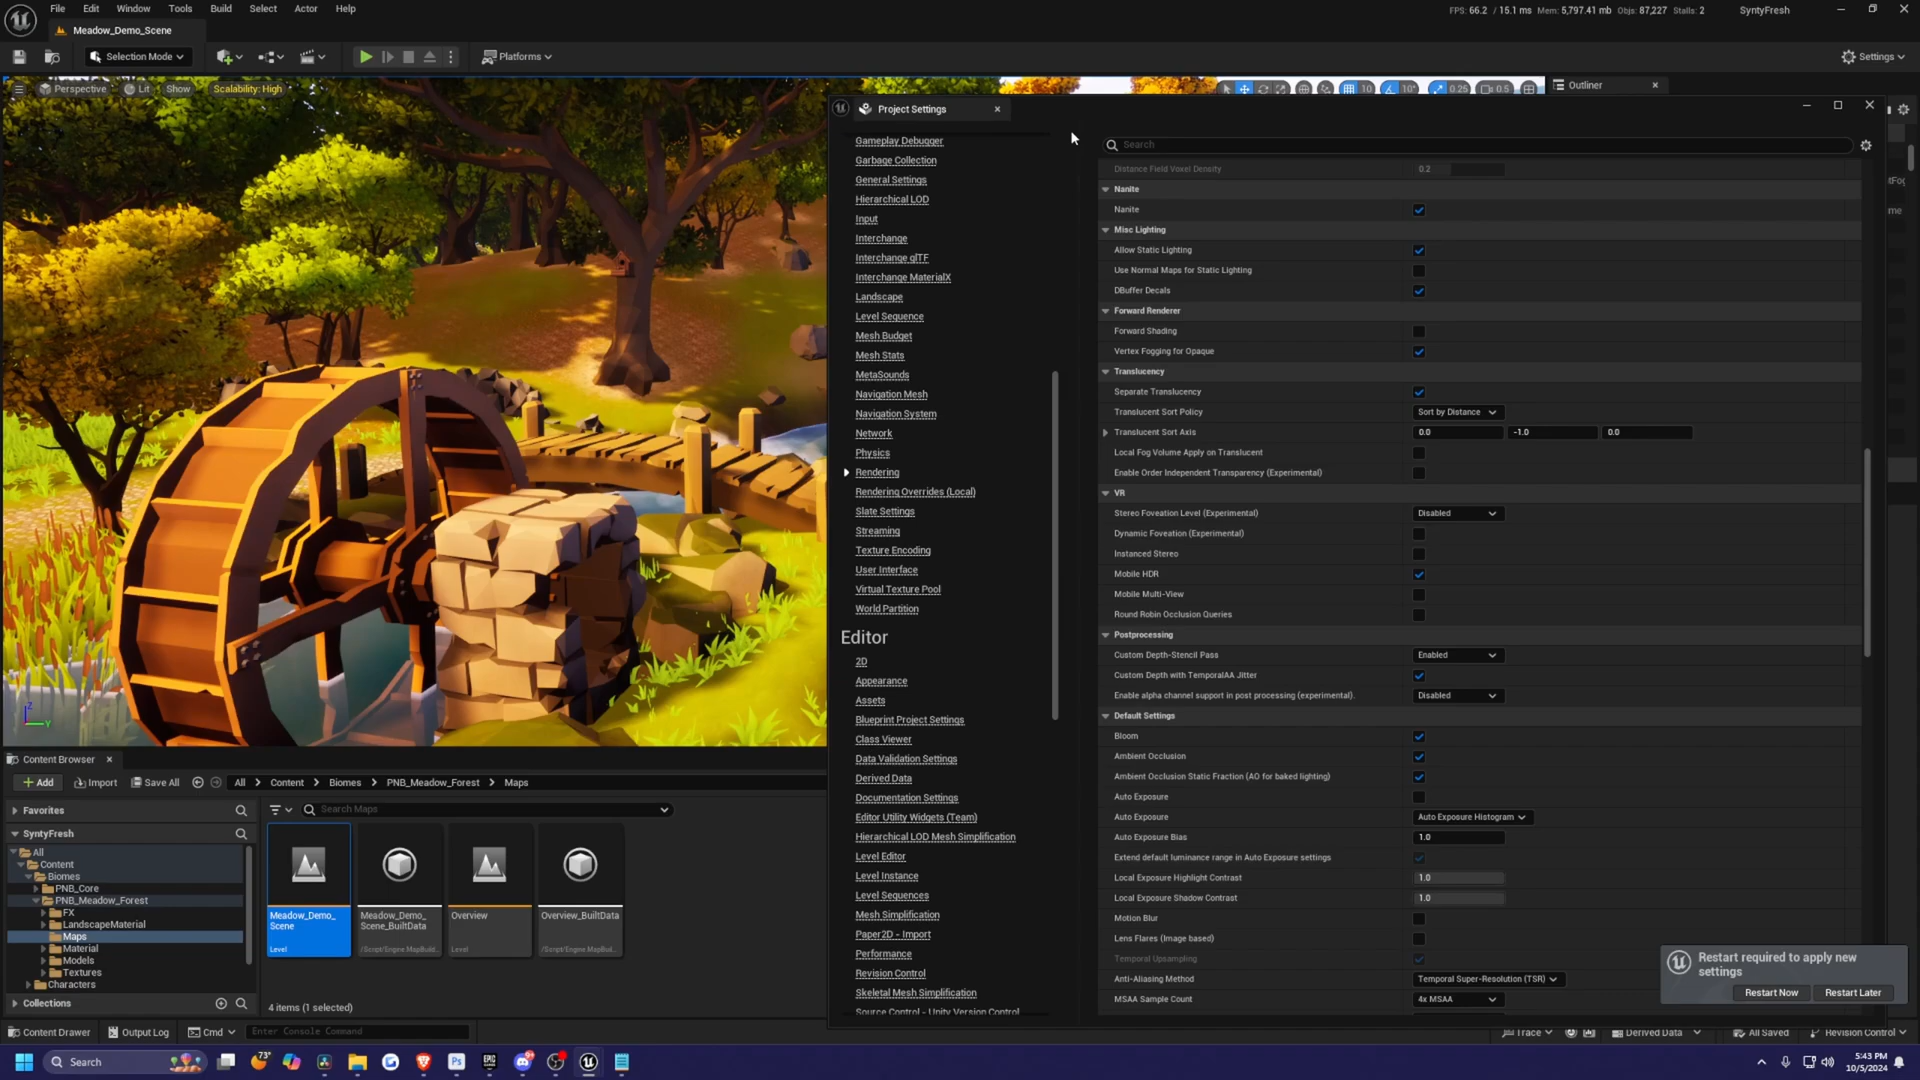 File Edit Window Tools Build Select Actor Help
FPS: 66.2 / 15.1 ms Mem: 5,797.41 mb Objs: 87,227 Stalls: 2 SyntyFresh
Meadow_Demo_Scene
Selection Mode
Platforms
Settings
Perspective Lit Show Scalability: High
10 10° 0.25 0.5
Outliner
Project Settings
Gameplay Debugger
Garbage Collection
General Settings
Hierarchical LOD
Input
Interchange
Interchange glTF
Interchange MaterialX
Landscape
Level Sequence
Mesh Budget
Mesh Stats
MetaSounds
Navigation Mesh
Navigation System
Network
Physics
Rendering
Rendering Overrides (Local)
Slate Settings
Streaming
Texture Encoding
User Interface
Virtual Texture Pool
World Partition
Editor
2D
Appearance
Assets
Blueprint Project Settings
Class Viewer
Data Validation Settings
Derived Data
Documentation Settings
Editor Utility Widgets (Team)
Hierarchical LOD Mesh Simplification
Level Editor
Level Instance
Level Sequences
Mesh Simplification
Paper2D - Import
Performance
Revision Control
Skeletal Mesh Simplification
Source Control - Unity Version Control
Search
Distance Field Voxel Density 0.2
Nanite
Nanite
Misc Lighting
Allow Static Lighting
Use Normal Maps for Static Lighting
DBuffer Decals
Forward Renderer
Forward Shading
Vertex Fogging for Opaque
Translucency
Separate Translucency
Translucent Sort Policy Sort by Distance
Translucent Sort Axis 0.0 -1.0 0.0
Local Fog Volume Apply on Translucent
Enable Order Independent Transparency (Experimental)
VR
Stereo Foveation Level (Experimental) Disabled
Dynamic Foveation (Experimental)
Instanced Stereo
Mobile HDR
Mobile Multi-View
Round Robin Occlusion Queries
Postprocessing
Custom Depth-Stencil Pass Enabled
Custom Depth with TemporalAA Jitter
Enable alpha channel support in post processing (experimental). Disabled
Default Settings
Bloom
Ambient Occlusion
Ambient Occlusion Static Fraction (AO for baked lighting)
Auto Exposure
Auto Exposure Auto Exposure Histogram
Auto Exposure Bias 1.0
Extend default luminance range in Auto Exposure settings
Local Exposure Highlight Contrast 1.0
Local Exposure Shadow Contrast 1.0
Motion Blur
Lens Flares (Image based)
Temporal Upsampling
Anti-Aliasing Method Temporal Super-Resolution (TSR)
MSAA Sample Count 4x MSAA
Restart required to apply new
settings
Restart Now Restart Later
Z
Y
Content Browser
Add Import Save All All > Content > Biomes > PNB_Meadow_Forest > Maps
Favorites
SyntyFresh
All
Content
Biomes
PNB_Core
PNB_Meadow_Forest
FX
LandscapeMaterial
Maps
Material
Models
Textures
Characters
Collections
Search Maps
Meadow_Demo_
Scene
Level
Meadow_Demo_
Scene_BuiltData
/Script/Engine.MapBuild...
Overview
Level
Overview_BuiltData
/Script/Engine.MapBuil...
4 items (1 selected)
Content Drawer Output Log Cmd Enter Console Command
Trace Derived Data All Saved Revision Control
Search
73°
5:43 PM
10/5/2024